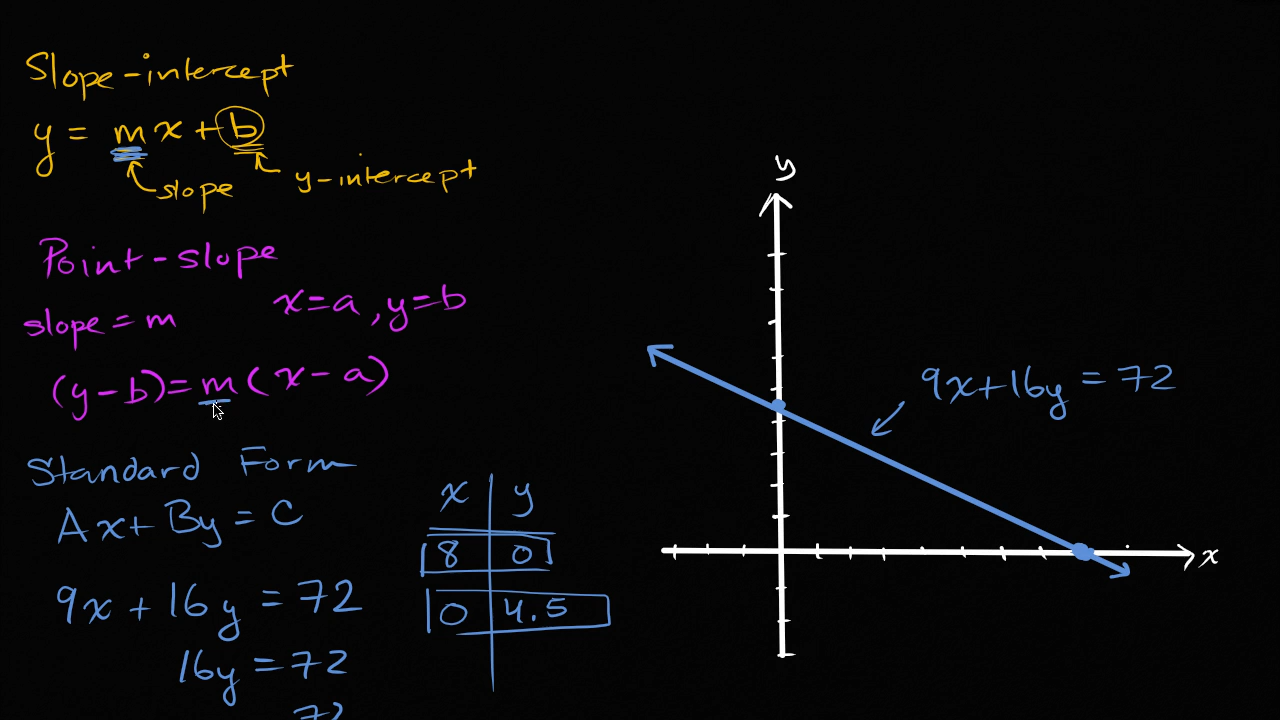 Slope-intercept
y = mx + b
slope
y-intercept
Point-slope
slope = m
x=a, y=b
(y-b) = m(x-a)
Standard Form
Ax+By = C
9x + 16y = 72
16y = 72
72
x y
8 0
0 4.5
y
9x+16y = 72
x